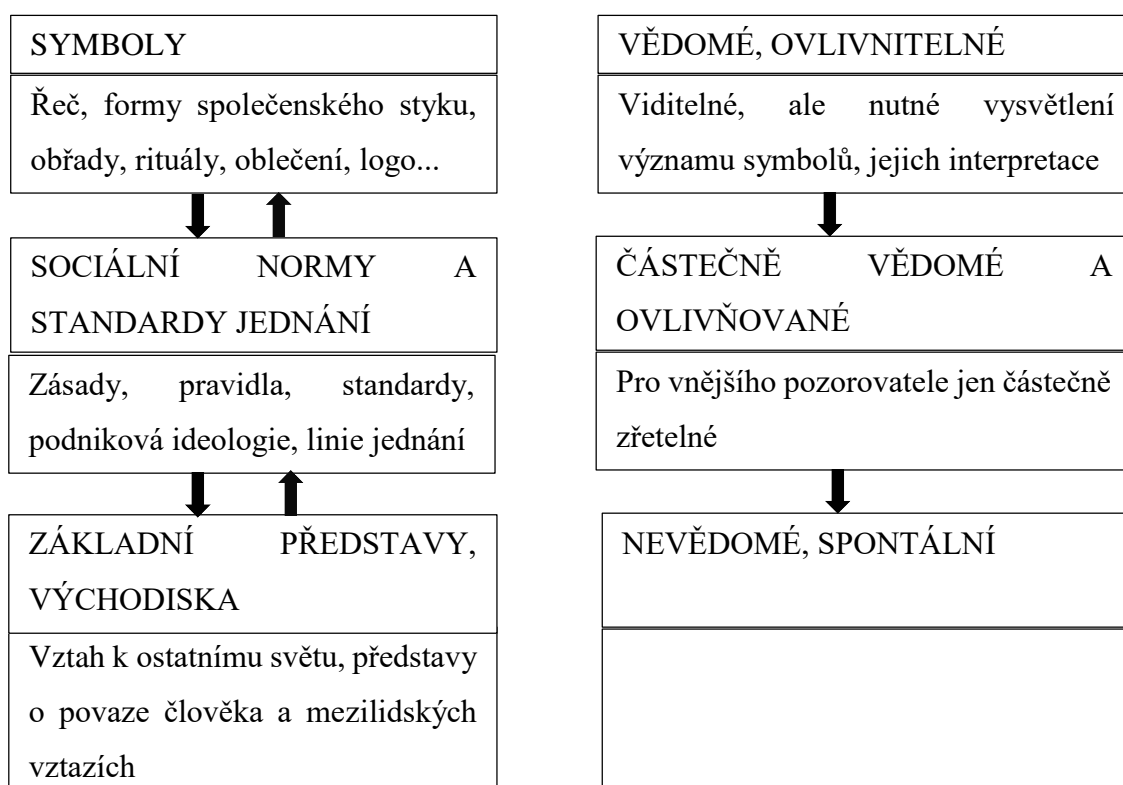 SYMBOLY
Řeč, formy společenského styku,
obřady, rituály, oblečení, logo...
SOCIÁLNÍ NORMY A
STANDARDY JEDNÁNÍ
Zásady, pravidla, standardy,
podniková ideologie, linie jednání
ZÁKLADNÍ PŘEDSTAVY,
VÝCHODISKA
Vztah k ostatnímu světu, představy
o povaze člověka a mezilidských
vztazích
VĚDOMÉ, OVLIVNITELNÉ
Viditelné, ale nutné vysvětlení
významu symbolů, jejich interpretace
ČÁSTEČNĚ VĚDOMÉ A
OVLIVŇOVANÉ
Pro vnějšího pozorovatele jen částečně
zřetelné
NEVĚDOMÉ, SPONTÁLNÍ